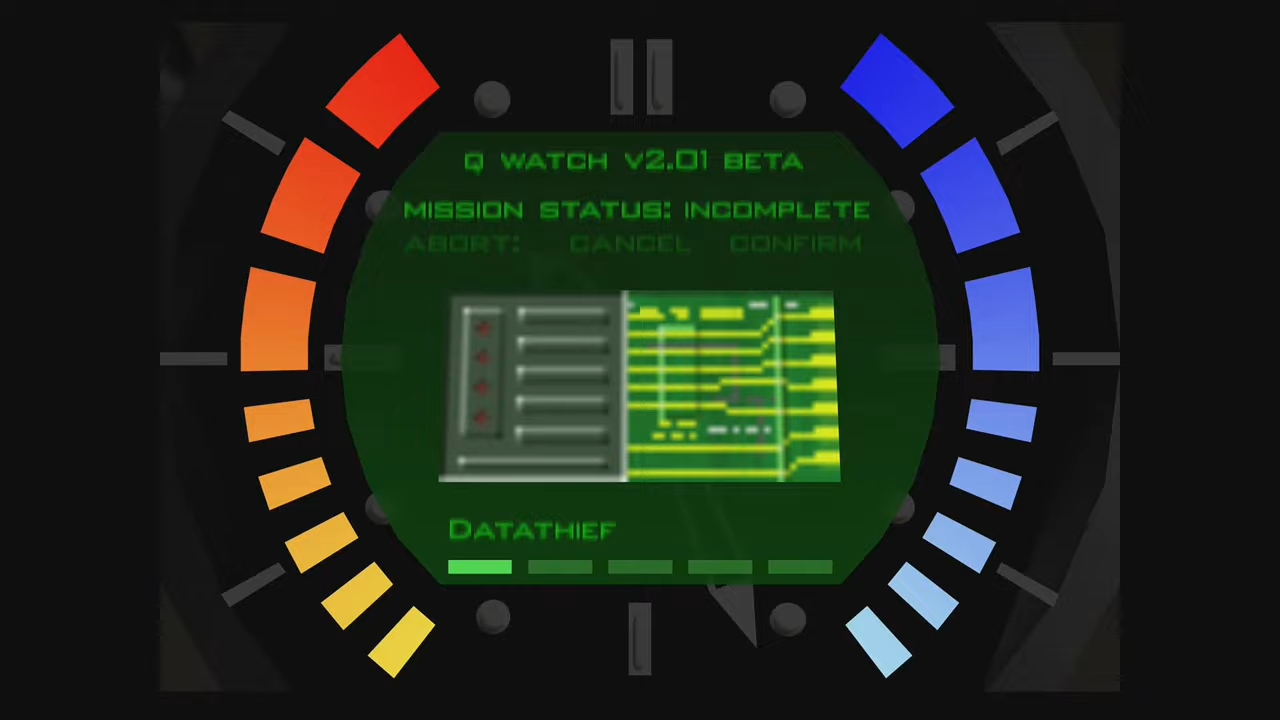 Q WATCH V2.01 BETA
MISSION STATUS: INCOMPLETE
ABORT: CANCEL CONFIRM
DATATHIEF